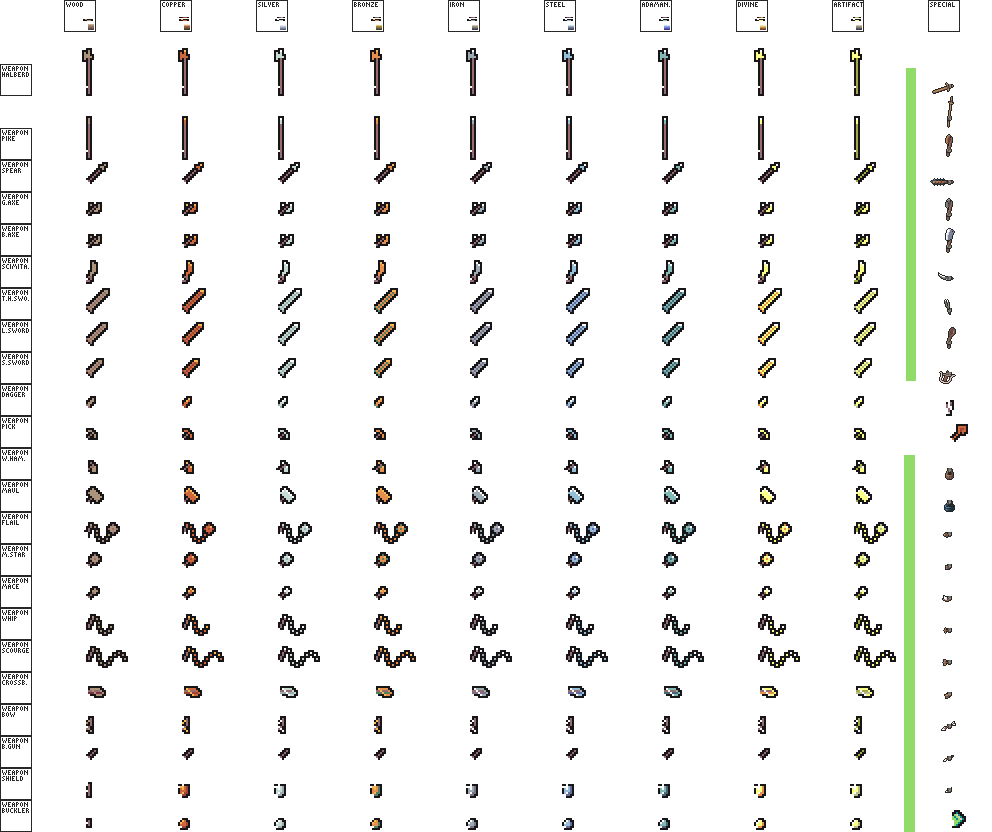 WOOD
COPPER
SILVER
BRONZE
IRON
STEEL
ADAMAN.
DIVINE
ARTIFACT
SPECIAL
WEAPON
HALBERD
WEAPON
PIKE
WEAPON
SPEAR
WEAPON
G.AXE
WEAPON
B.AXE
WEAPON
SCIMITA.
WEAPON
T.H.SWO.
WEAPON
L.SWORD
WEAPON
S.SWORD
WEAPON
DAGGER
WEAPON
PICK
WEAPON
W.HAM.
WEAPON
MAUL
WEAPON
FLAIL
WEAPON
M.STAR
WEAPON
MACE
WEAPON
WHIP
WEAPON
SCOURGE
WEAPON
CROSSB.
WEAPON
BOW
WEAPON
B.GUN
WEAPON
SHIELD
WEAPON
BUCKLER